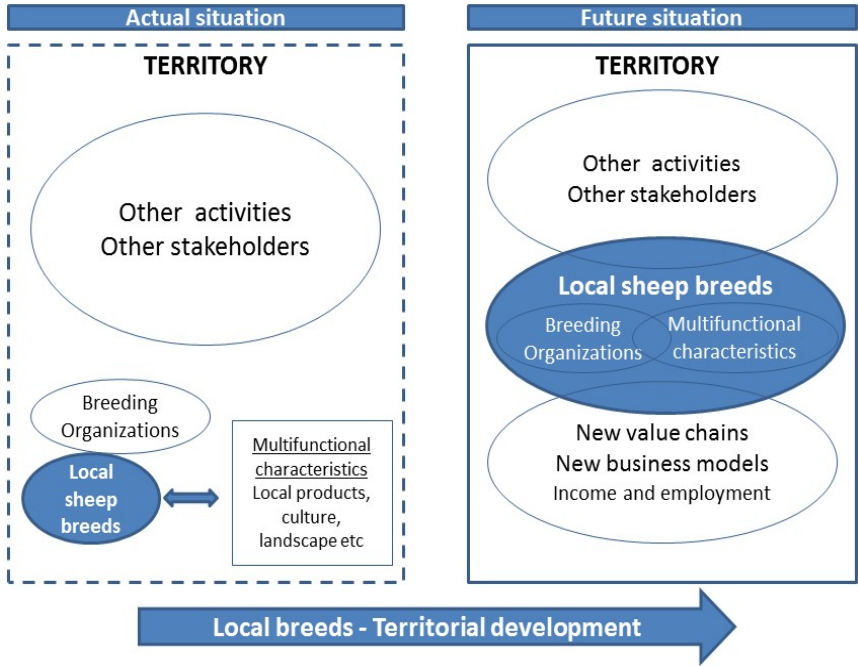 Actual situation
TERRITORY
Other activities
Other stakeholders
Breeding
Organizations
Local
sheep
breeds
Multifunctional
characteristics
Local products,
culture,
landscape etc
Future situation
TERRITORY
Other activities
Other stakeholders
Local sheep breeds
Breeding
Organizations
Multifunctional
characteristics
New value chains
New business models
Income and employment
Local breeds - Territorial development